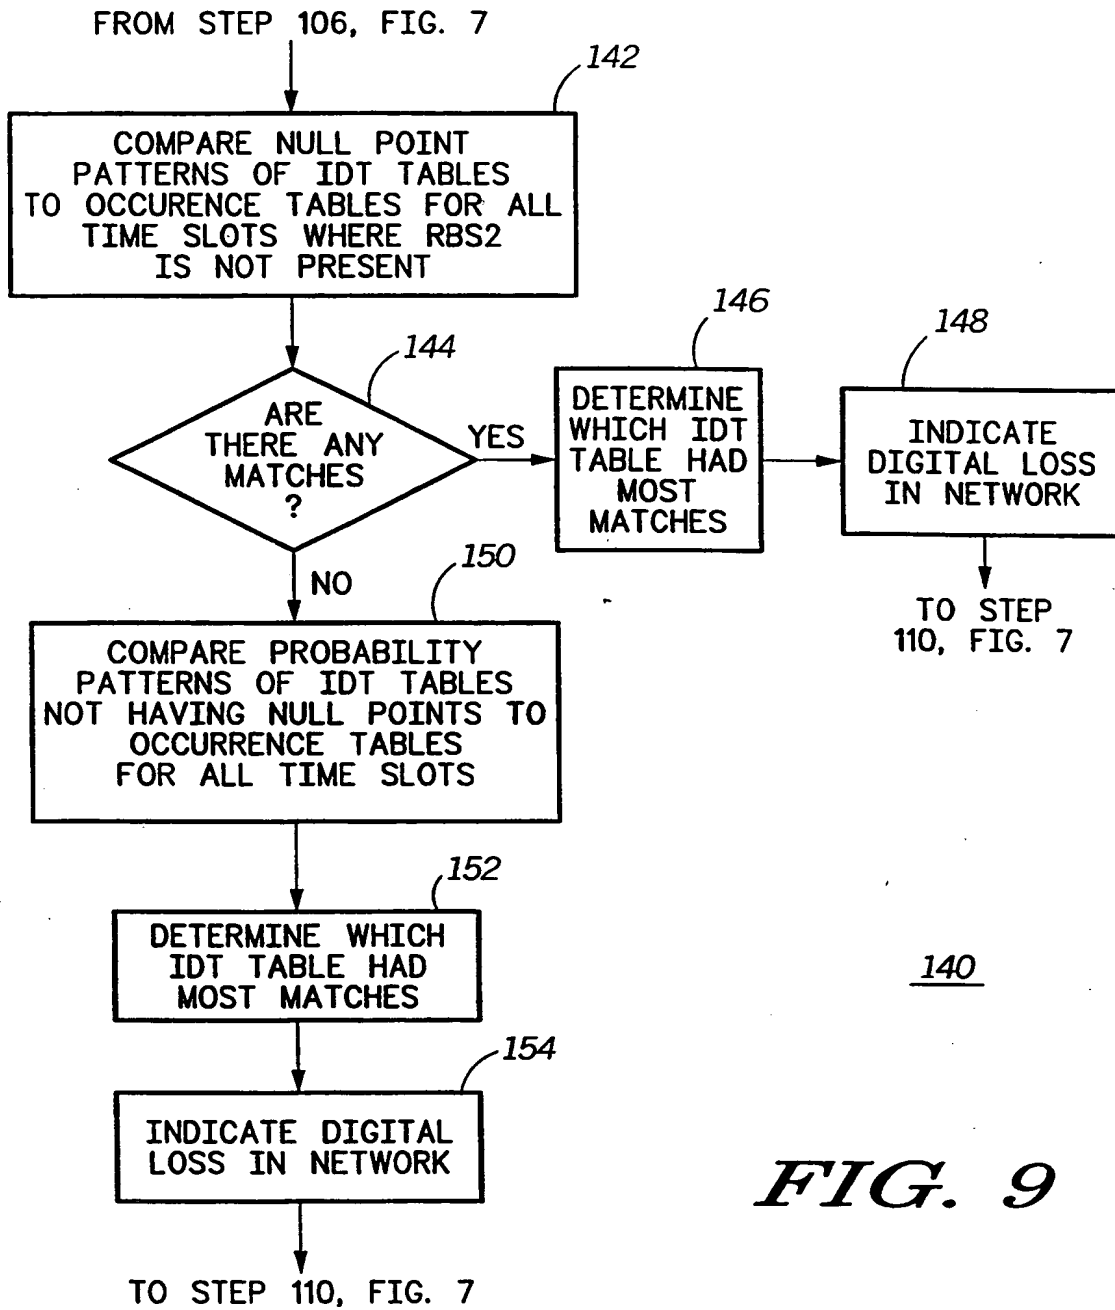 FROM STEP 106, FIG. 7
142
COMPARE NULL POINT
PATTERNS OF IDT TABLES
TO OCCURENCE TABLES FOR ALL
TIME SLOTS WHERE RBS2
IS NOT PRESENT
144
ARE
THERE ANY
MATCHES
?
YES
146
DETERMINE
WHICH IDT
TABLE HAD
MOST
MATCHES
148
INDICATE
DIGITAL LOSS
IN NETWORK
TO STEP
110, FIG. 7
NO
150
COMPARE PROBABILITY
PATTERNS OF IDT TABLES
NOT HAVING NULL POINTS TO
OCCURRENCE TABLES
FOR ALL TIME SLOTS
152
DETERMINE WHICH
IDT TABLE HAD
MOST MATCHES
140
154
INDICATE DIGITAL
LOSS IN NETWORK
TO STEP 110, FIG. 7
FIG. 9